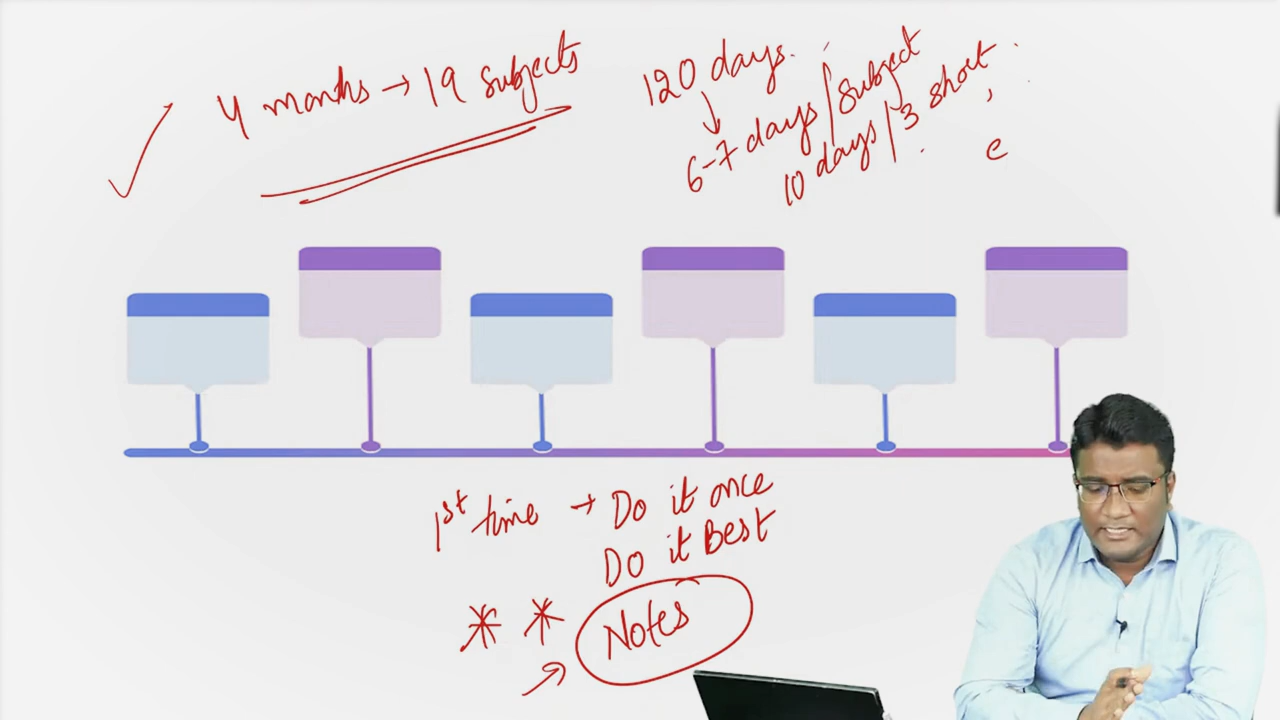 4 months → 19 subjects
120 days.
↓
6-7 days/subject
10 days/3 short
e
1st time → Do it once
Do it Best
* * Notes